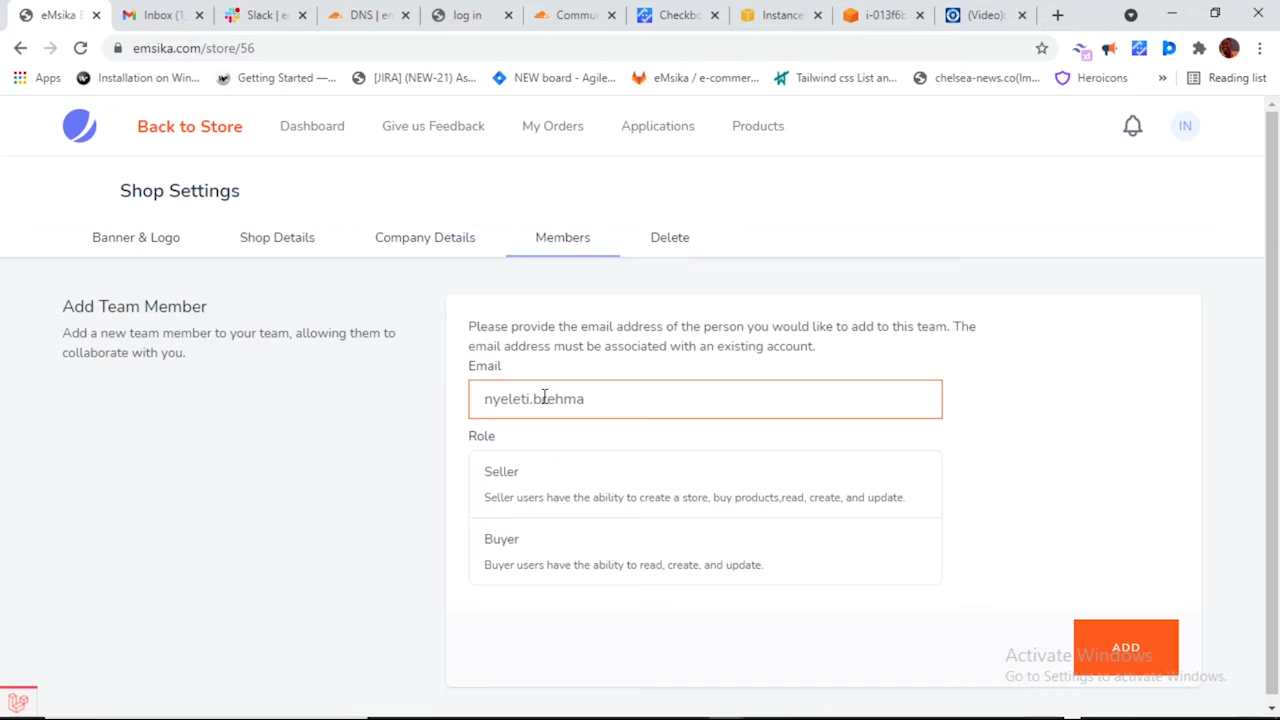 eMsika E
Inbox (1,
Slack | e
DNS | en
log in
Commu
Checkbo
Instance
i-013f6b
(Video):
emsika.com/store/56
Apps
Installation on Win...
Getting Started —...
[JIRA] (NEW-21) As...
NEW board - Agile...
eMsika / e-commer...
Tailwind css List an...
chelsea-news.co(Im...
Heroicons
»
Reading list
Back to Store
Dashboard
Give us Feedback
My Orders
Applications
Products
IN
Shop Settings
Banner & Logo
Shop Details
Company Details
Members
Delete
Add Team Member
Add a new team member to your team, allowing them to
collaborate with you.
Please provide the email address of the person you would like to add to this team. The
email address must be associated with an existing account.
Email
nyeleti.brehma
Role
Seller
Seller users have the ability to create a store, buy products,read, create, and update.
Buyer
Buyer users have the ability to read, create, and update.
ADD
Activate Windows
Go to Settings to activate Windows.